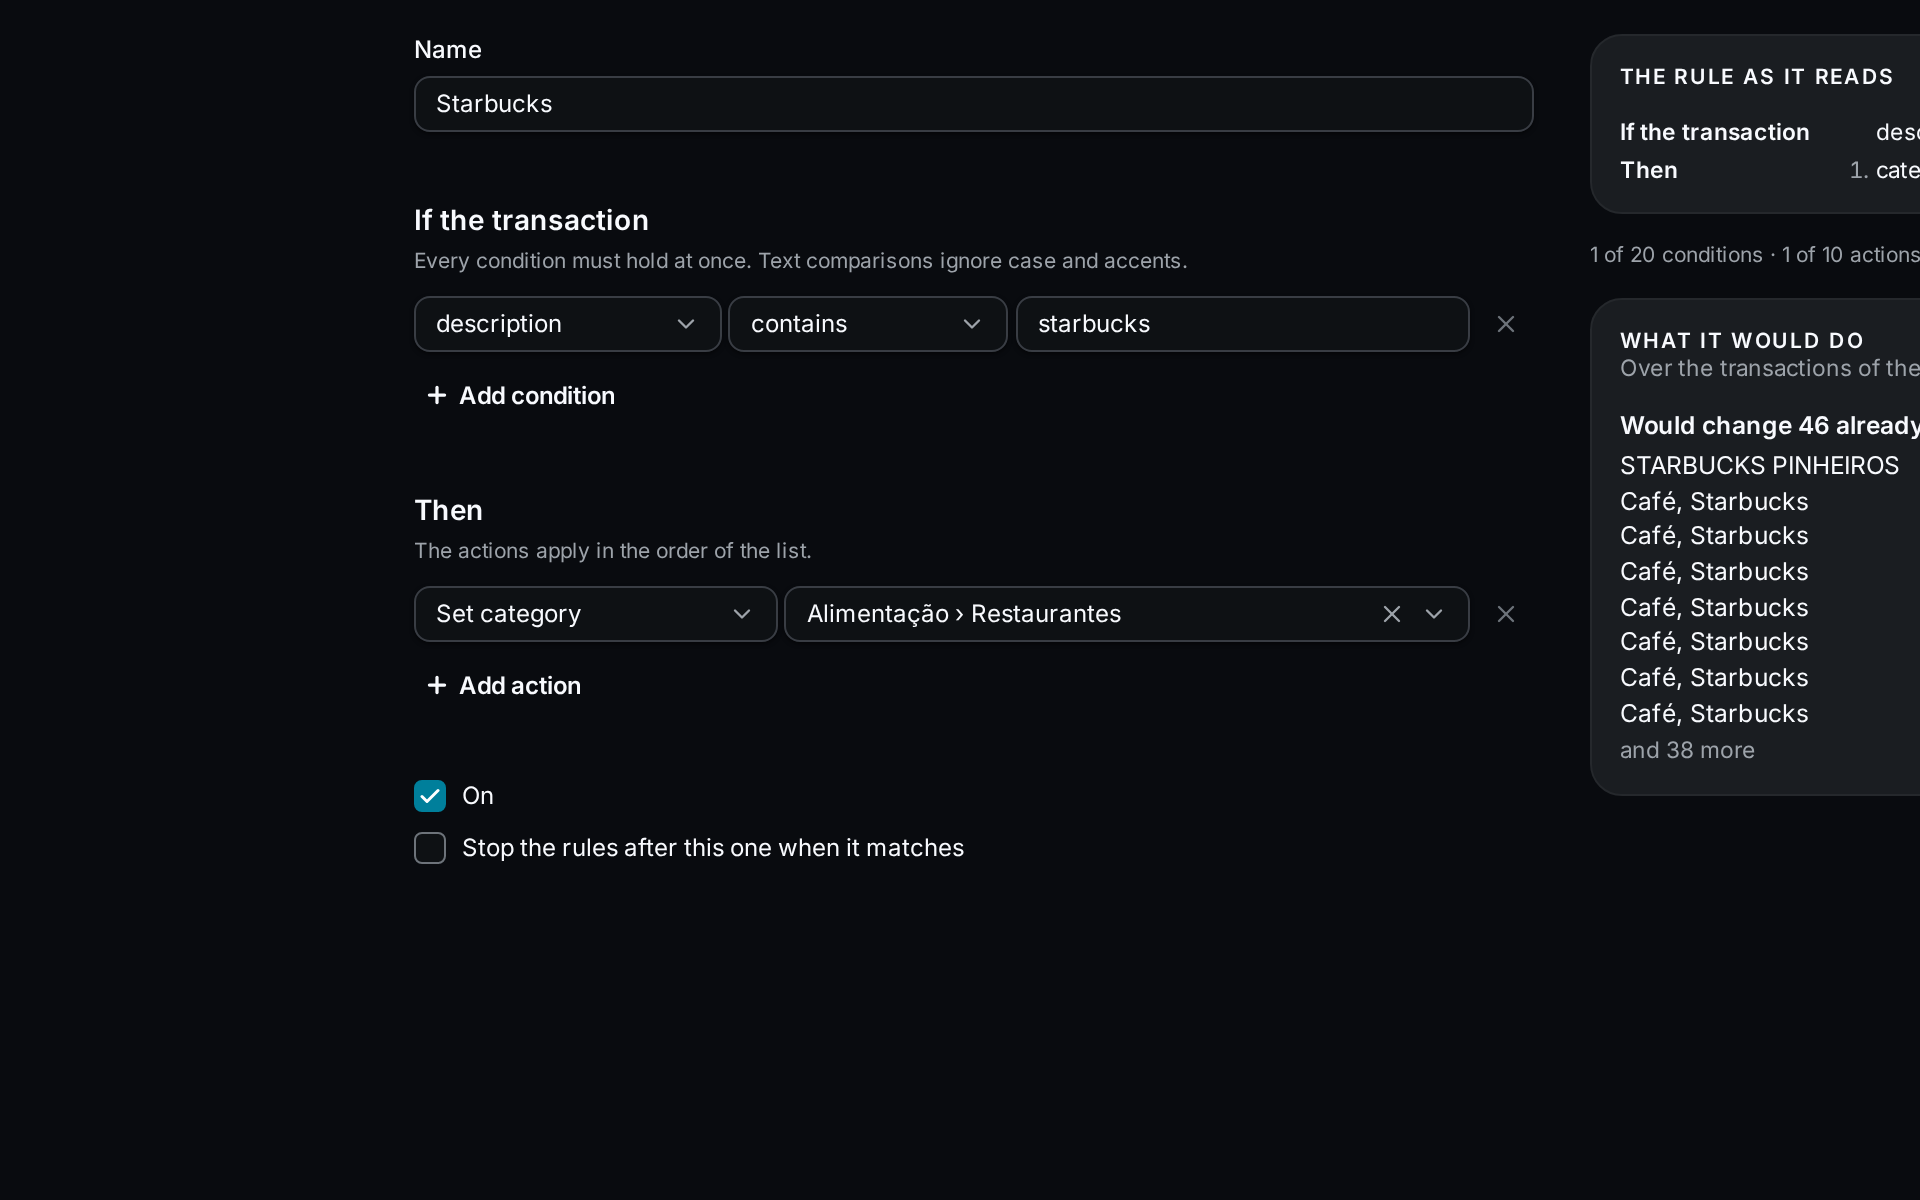 Name
Starbucks
If the transaction
Every condition must hold at once. Text comparisons ignore case and accents.
description
contains
starbucks
Add condition
Then
The actions apply in the order of the list.
Set category
Alimentação › Restaurantes
Add action
On
Stop the rules after this one when it matches
THE RULE AS IT READS
If the transaction
Then
1.
1 of 20 conditions · 1 of 10 actions
WHAT IT WOULD DO
Over the transactions of the
Would change 46 already
STARBUCKS PINHEIROS
Café, Starbucks
Café, Starbucks
Café, Starbucks
Café, Starbucks
Café, Starbucks
Café, Starbucks
Café, Starbucks
and 38 more